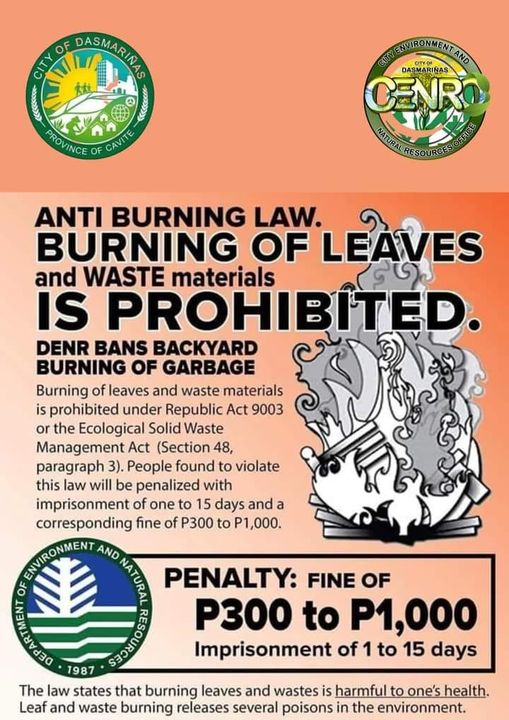 CITY OF DASMARIÑAS
PROVINCE OF CAVITE
CITY ENVIRONMENT AND
CITY OF
DASMARIÑAS
CENRO
NATURAL RESOURCES OFFICE
ANTI BURNING LAW.
BURNING OF LEAVES
and WASTE materials
IS PROHIBITED.
DENR BANS BACKYARD
BURNING OF GARBAGE
Burning of leaves and waste materials
is prohibited under Republic Act 9003
or the Ecological Solid Waste
Management Act (Section 48,
paragraph 3). People found to violate
this law will be penalized with
imprisonment of one to 15 days and a
corresponding fine of P300 to P1,000.
DEPARTMENT OF ENVIRONMENT AND NATURAL RESOURCES
· 1987 ·
PENALTY: FINE OF
P300 to P1,000
Imprisonment of 1 to 15 days
The law states that burning leaves and wastes is harmful to one's health.
Leaf and waste burning releases several poisons in the environment.